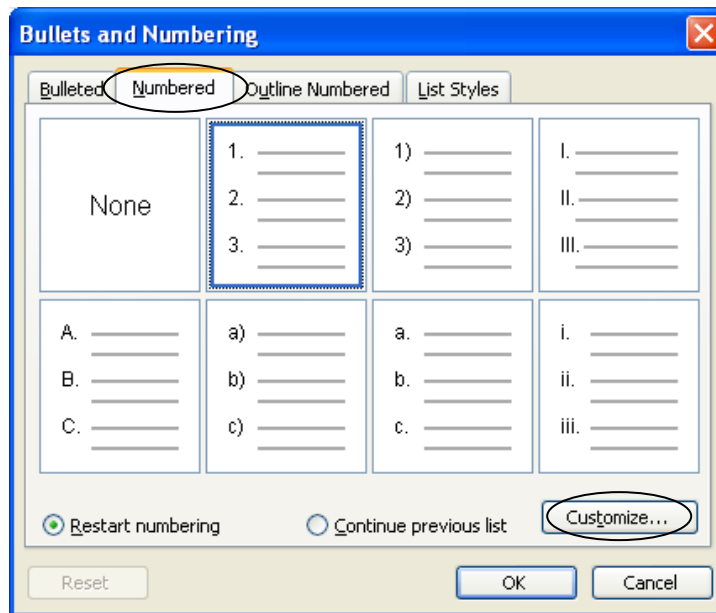 Bullets and Numbering
Bulleted Numbered Outline Numbered List Styles
None
1.
2.
3.
1)
2)
3)
I.
II.
III.
A.
B.
C.
a)
b)
c)
a.
b.
c.
i.
ii.
iii.
Restart numbering Continue previous list Customize...
Reset OK Cancel